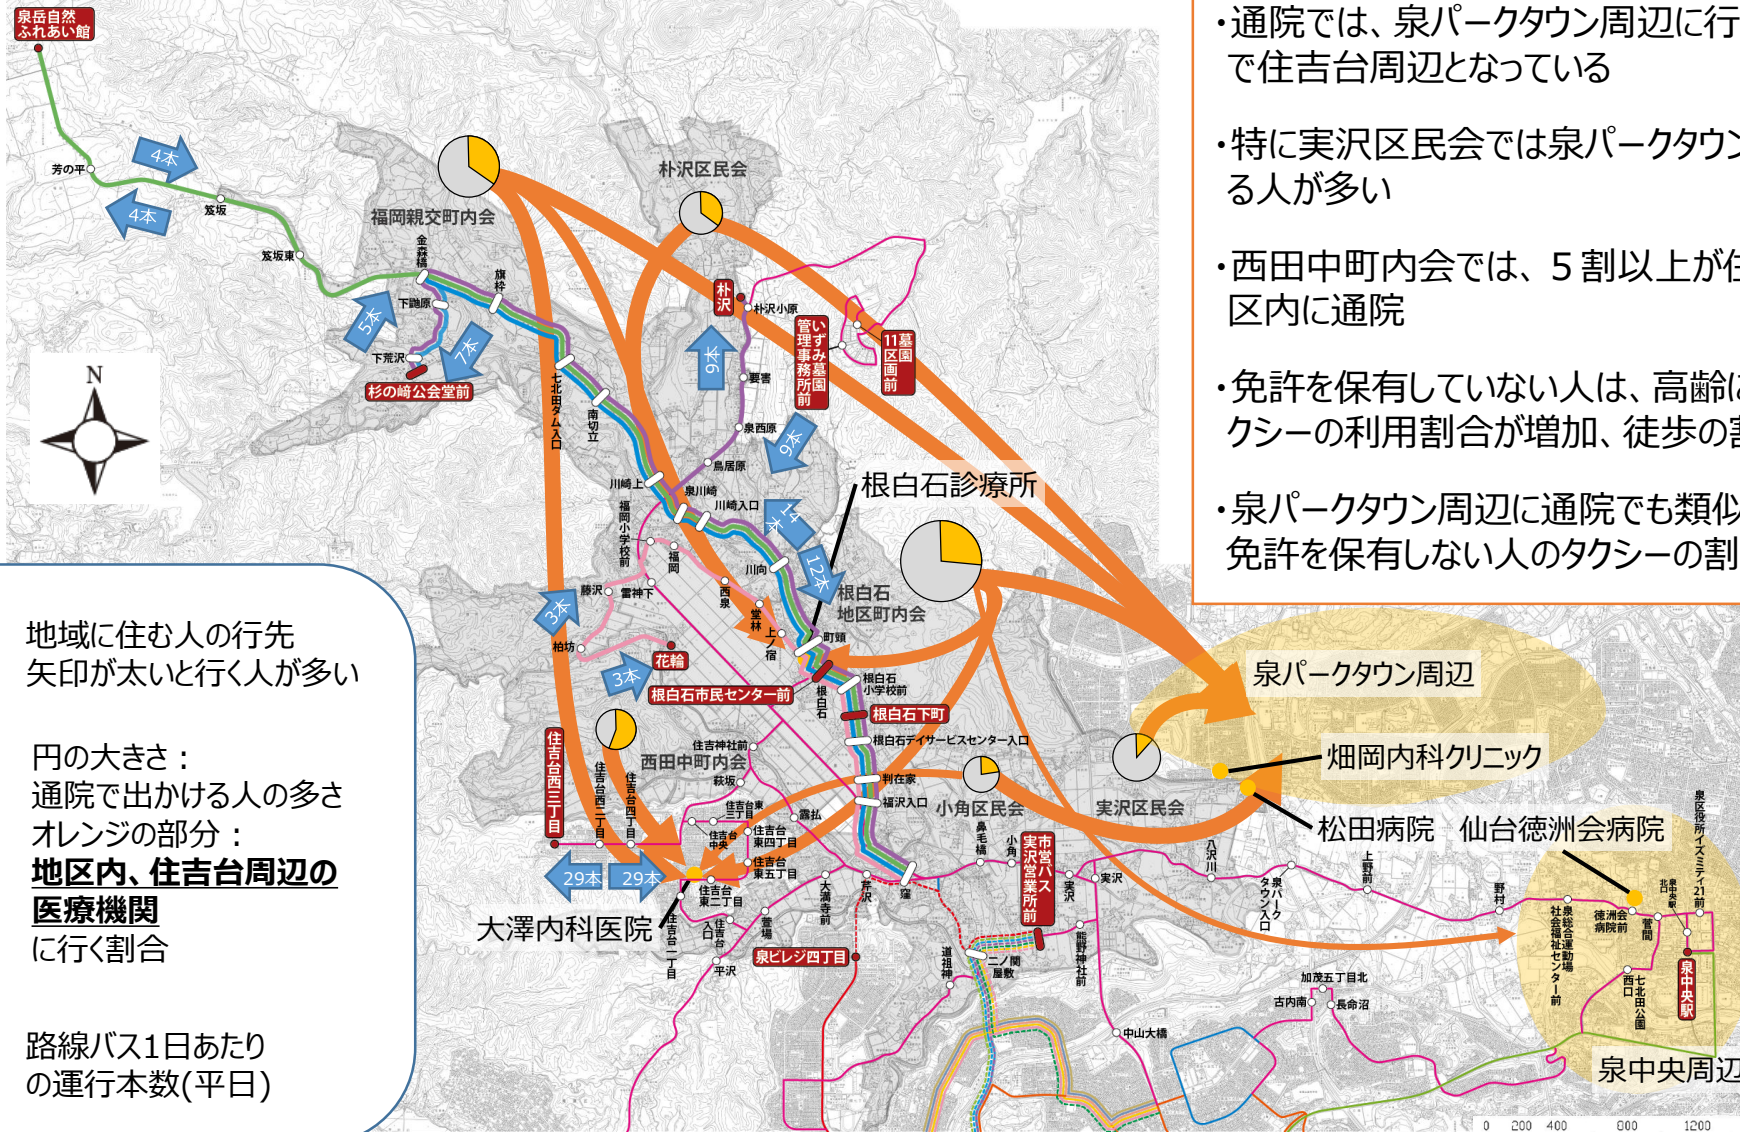 泉岳自然
ふれあい館
芳の平
4本
4本
笈坂
笈坂東
福岡親交町内会
金森橋
旗枠
下鼬原
5本
7本
下荒沢
杉の﨑公会堂前
七北田ダム入口
南切立
朴沢区民会
朴沢
朴沢小原
いずみ墓園
管理事務所前
墓園
11区画前
9本
要害
泉西原
9本
鳥居原
川崎上
泉川崎
川崎入口
根白石診療所
14本
12本
福岡小学校前
福岡
川向
西泉
堂林
上ノ宿
町頭
根白石
地区町内会
藤沢
雷神下
3本
柏坊
花輪
3本
根白石市民センター前
根白石
根白石
小学校前
根白石下町
根白石デイサービスセンター入口
判在家
福沢入口
N
・通院では、泉パークタウン周辺に行
で住吉台周辺となっている
・特に実沢区民会では泉パークタウン
る人が多い
・西田中町内会では、５割以上が住
区内に通院
・免許を保有していない人は、高齢に
クシーの利用割合が増加、徒歩の割
・泉パークタウン周辺に通院でも類似
免許を保有しない人のタクシーの割
地域に住む人の行先
矢印が太いと行く人が多い
円の大きさ：
通院で出かける人の多さ
オレンジの部分：
地区内、住吉台周辺の
医療機関
に行く割合
路線バス1日あたり
の運行本数(平日)
住吉台西三丁目
住吉台西二丁目
住吉台四丁目
西田中町内会
住吉神社前
萩坂
住吉台東
三丁目
住吉台
中央
住吉台
東四丁目
住吉台
東五丁目
露払
29本
29本
住吉台
東二丁目
大澤内科医院
住吉台二丁目
住吉台
入口
平沢
萱場
大満寺前
芹沢
窪
泉ビレジ四丁目
小角区民会
鼻毛橋
小角
市営バス
実沢営業所前
実沢区民会
実沢
実沢
道祖神
二ノ関
屋敷
熊野神社前
中山大橋
泉パークタウン周辺
畑岡内科クリニック
松田病院
仙台徳洲会病院
八沢川
泉パーク
タウン入口
上野前
野村
泉総合運動場
社会福祉センター前
徳洲会
病院前
菅間
泉中央駅
北口
泉区役所イズミティ21前
七北田公園
西口
泉中央駅
加茂五丁目北
古内南
長命沼
泉中央周辺
0 200 400 800 1200